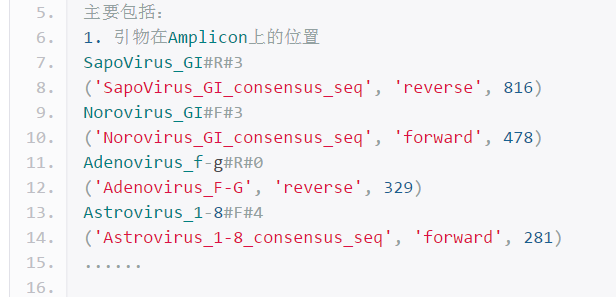 5. 主要包括：
6. 1. 引物在Amplicon上的位置
7. SapoVirus_GI#R#3
8. ('SapoVirus_GI_consensus_seq', 'reverse', 816)
9. Norovirus_GI#F#3
10. ('Norovirus_GI_consensus_seq', 'forward', 478)
11. Adenovirus_f-g#R#0
12. ('Adenovirus_F-G', 'reverse', 329)
13. Astrovirus_1-8#F#4
14. ('Astrovirus_1-8_consensus_seq', 'forward', 281)
15. ......
16.